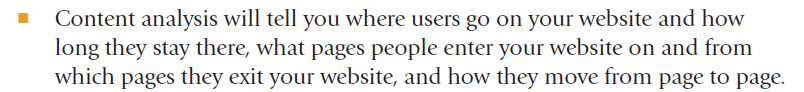 Content analysis will tell you where users go on your website and how
long they stay there, what pages people enter your website on and from
which pages they exit your website, and how they move from page to page.